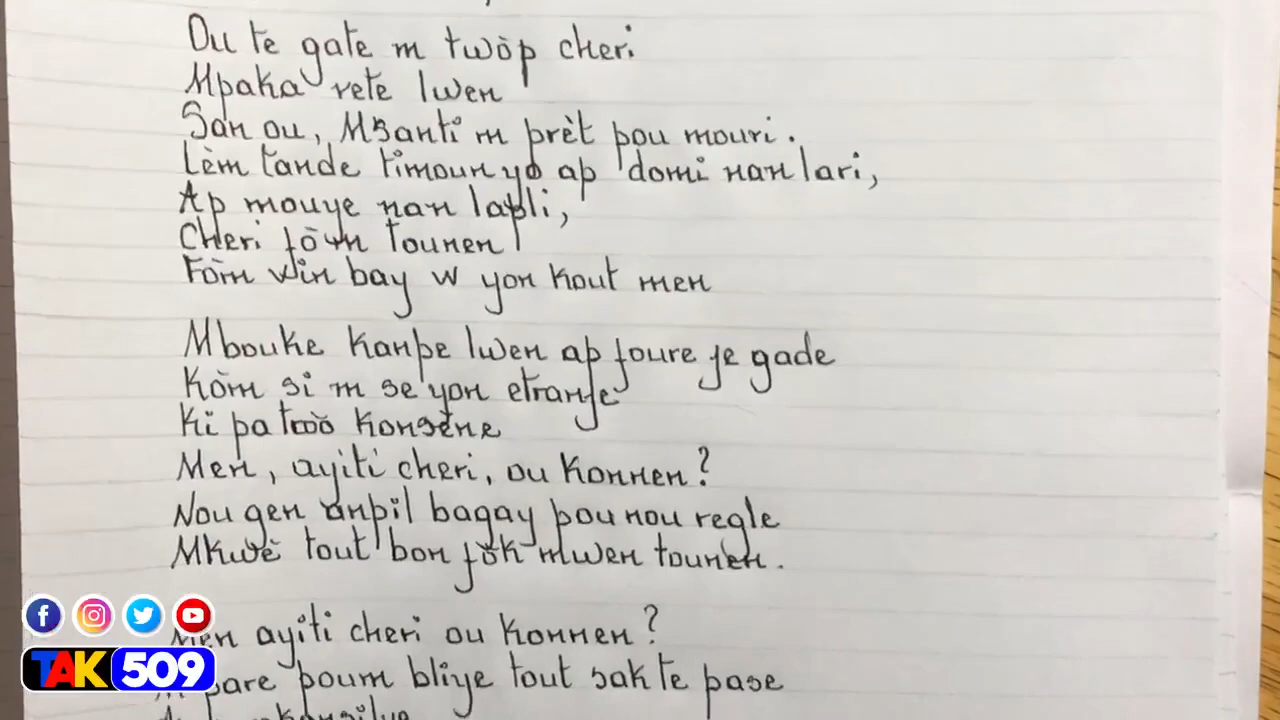 Ou te gate m twòp cheri
Mpaka rete lwen
San ou, Msanti m prèt pou mouri.
Lèm tande timoun yo ap domi nan lari,
Ap mouye nan lapli,
Cheri fòm tounen
Fòm vin bay w yon kout men
Mbouke kanpe lwen ap foure je gade
Kòm si m se yon etranje
Ki pa twò konsène
Men, ayiti cheri, ou konnen?
Nou gen anpil bagay pou nou regle
Mkwè tout bon fòk mwen tounen.
Men ayiti cheri ou konnen?
pare poum bliye tout sak te pase
TAK 509